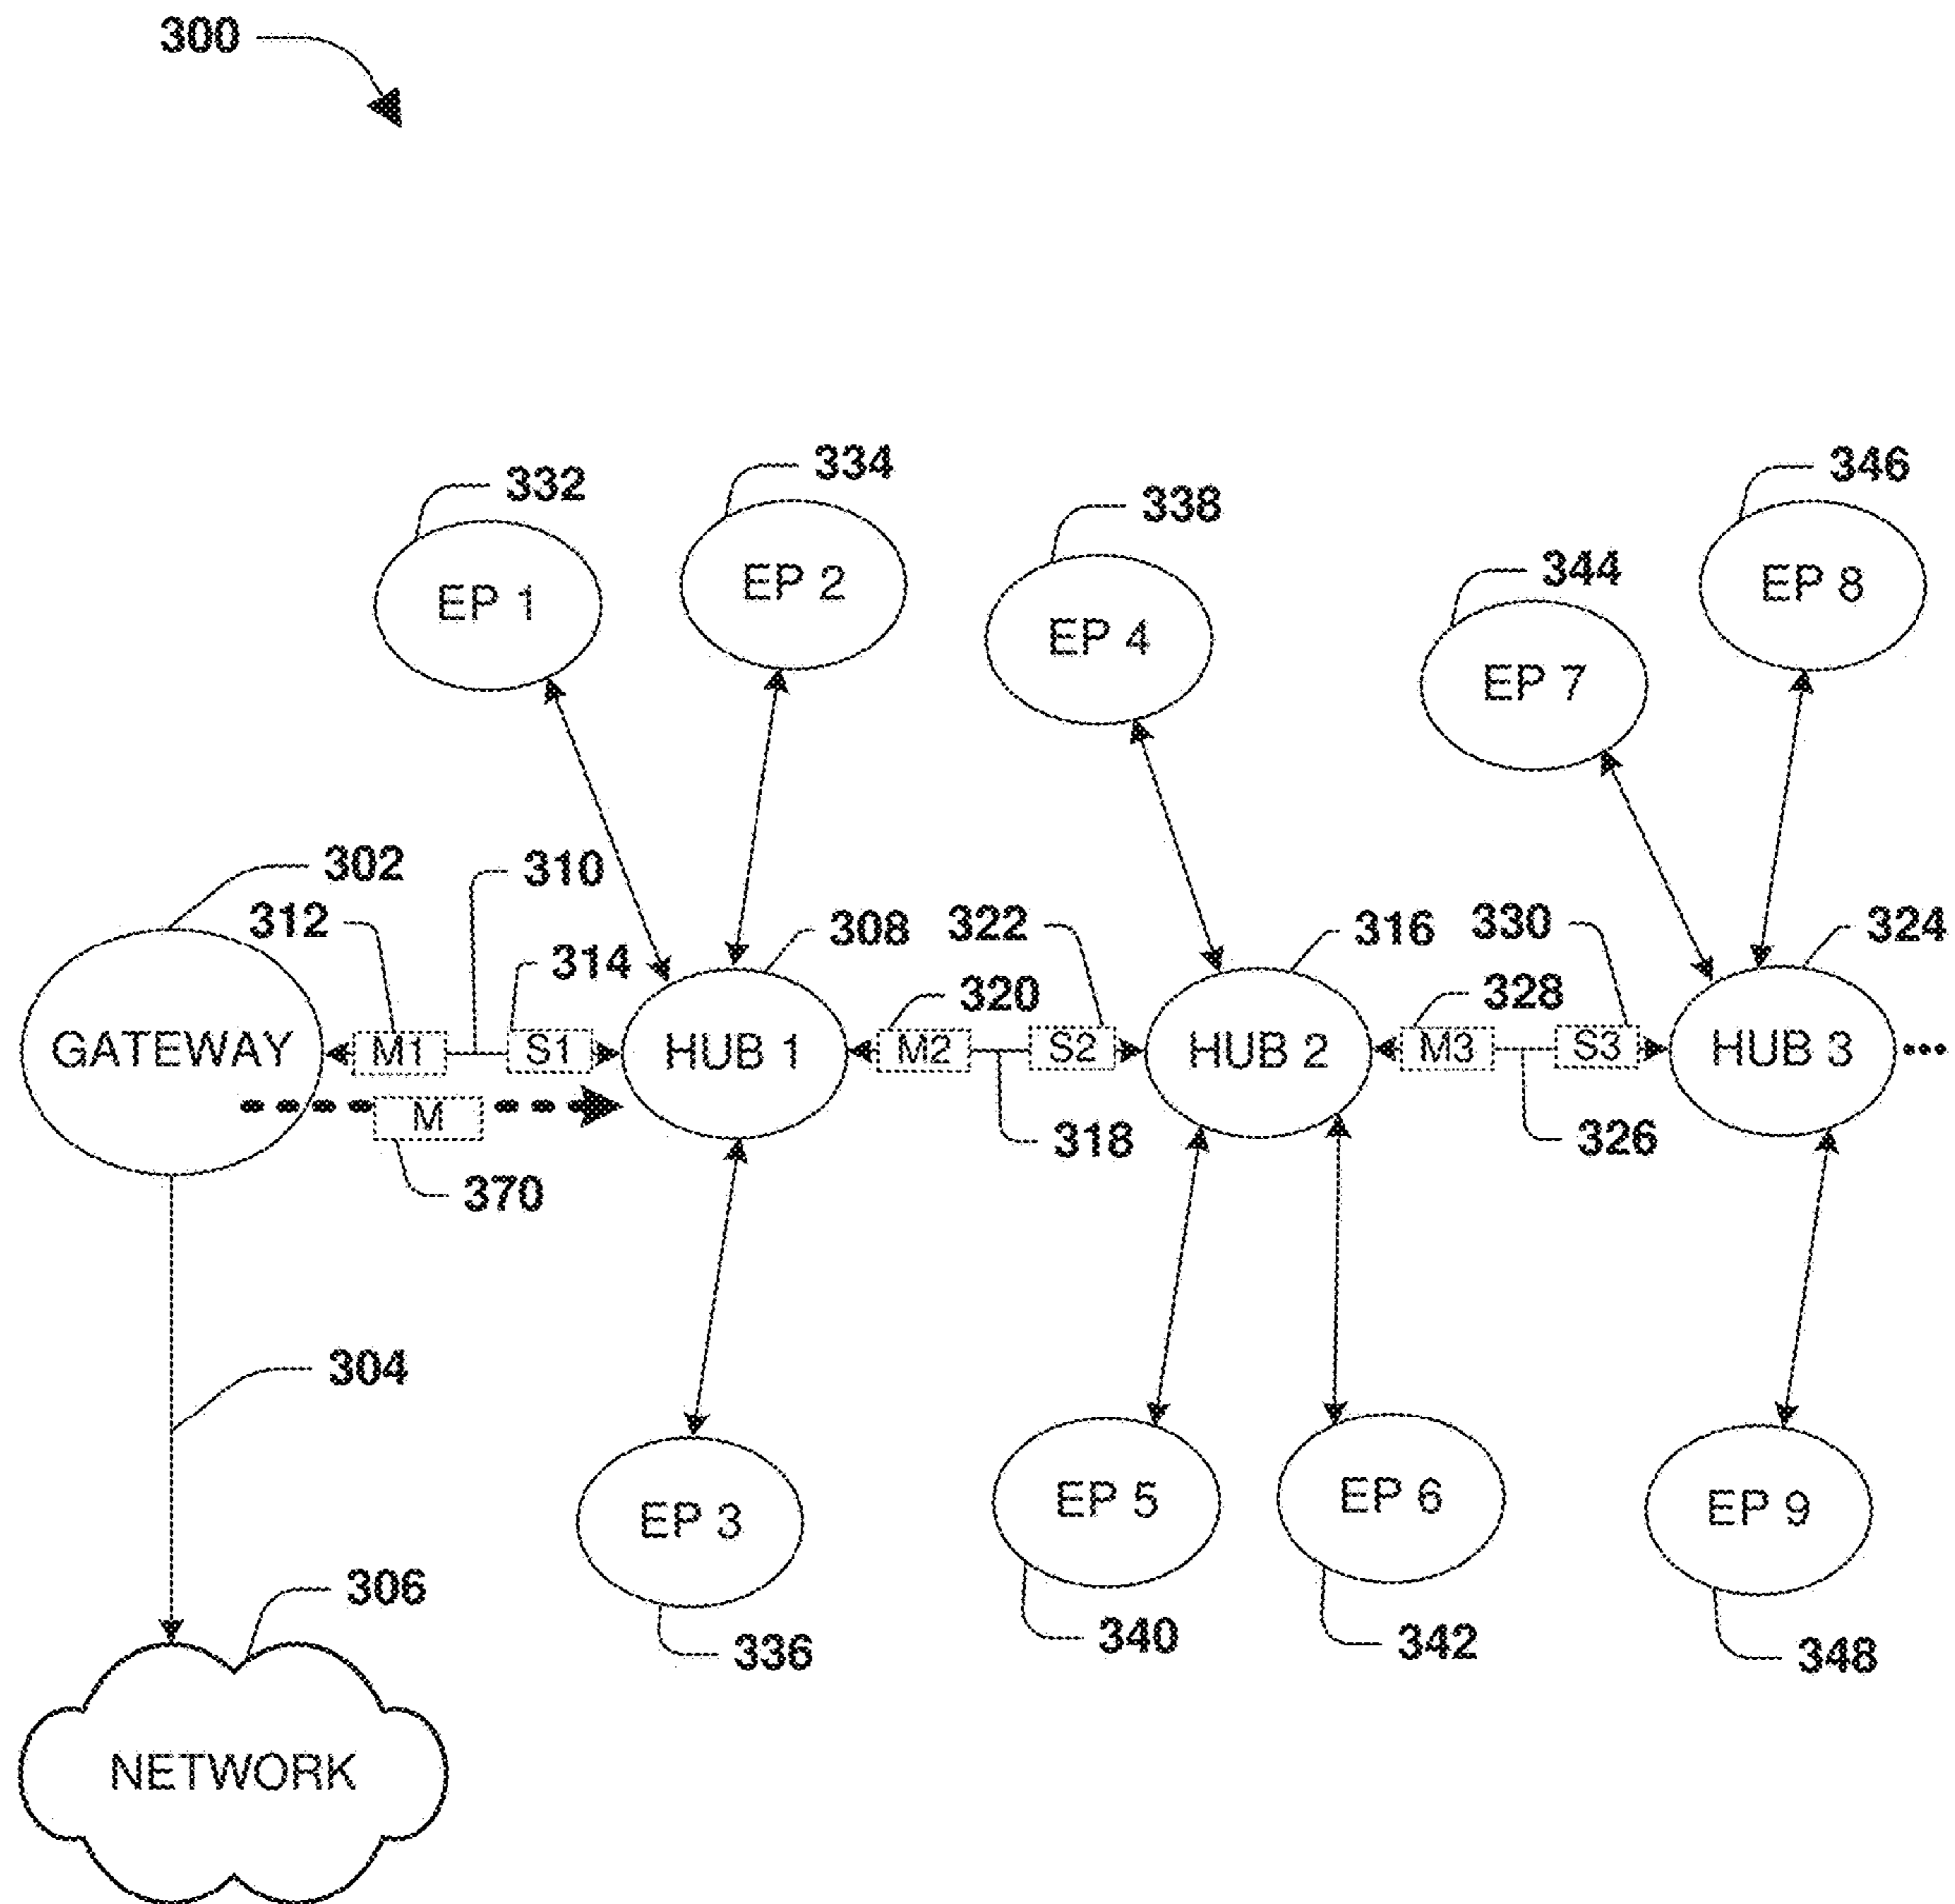 300
332
334
338
346
344
EP 1
EP 2
EP 4
EP 7
EP 8
302
310
312
314
308
322
320
316
330
328
324
GATEWAY
M1
S1
HUB 1
M2
S2
HUB 2
M3
S3
HUB 3
...
M
370
318
326
304
EP 3
EP 5
EP 6
EP 9
306
336
340
342
348
NETWORK